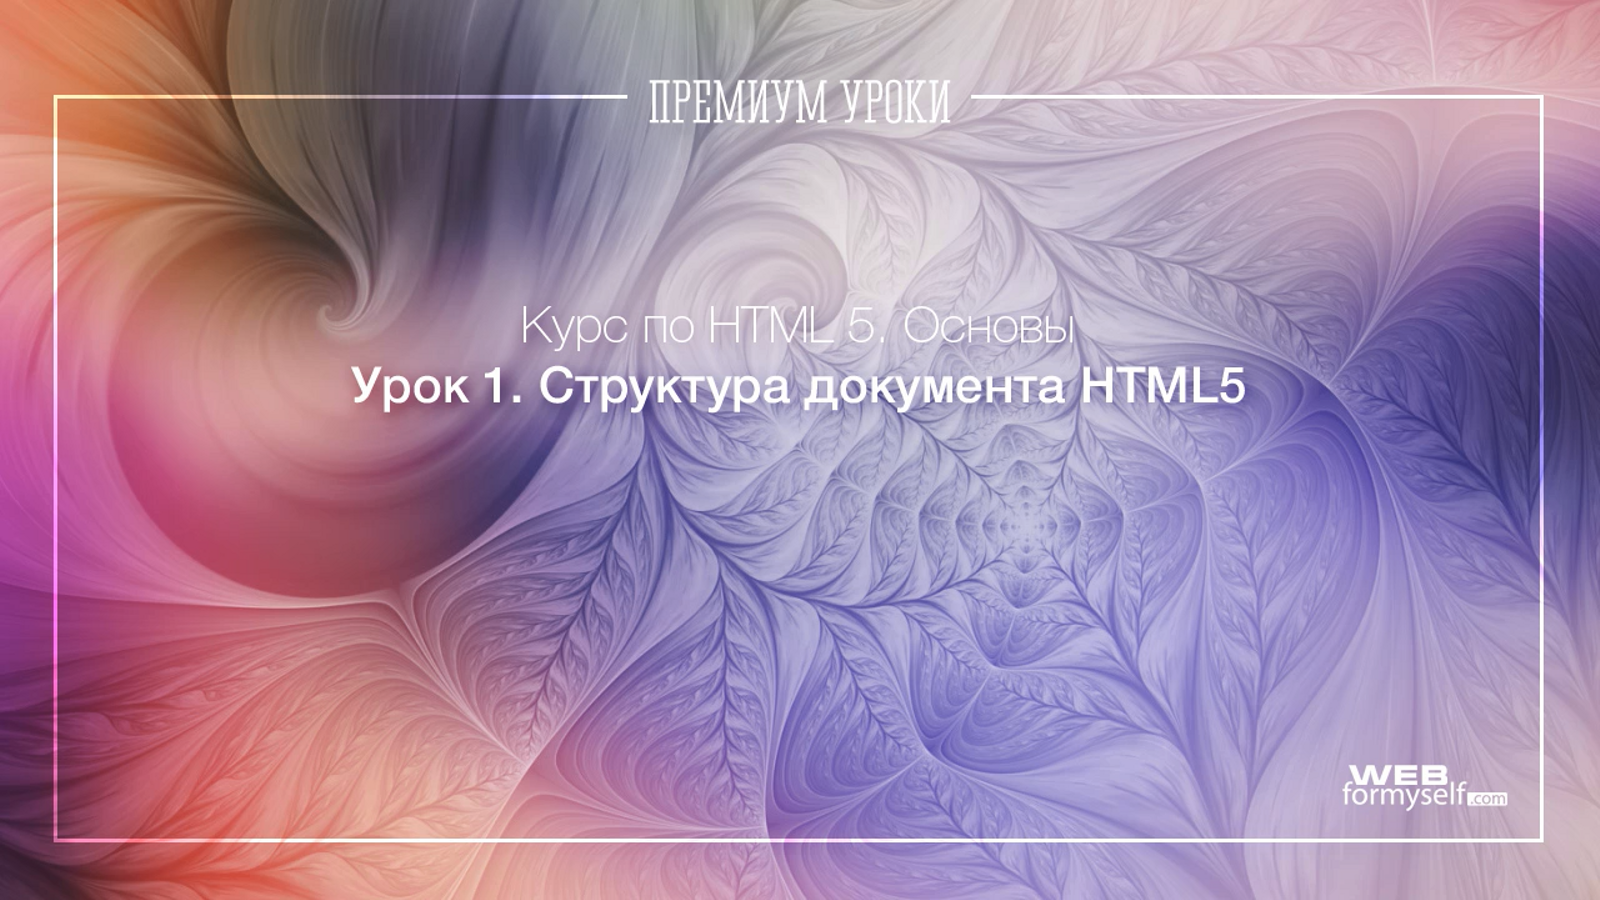 ПРЕМИУМ УРОКИ
Курс по HTML 5. Основы
Урок 1. Структура документа HTML5
WEB
formyself.com